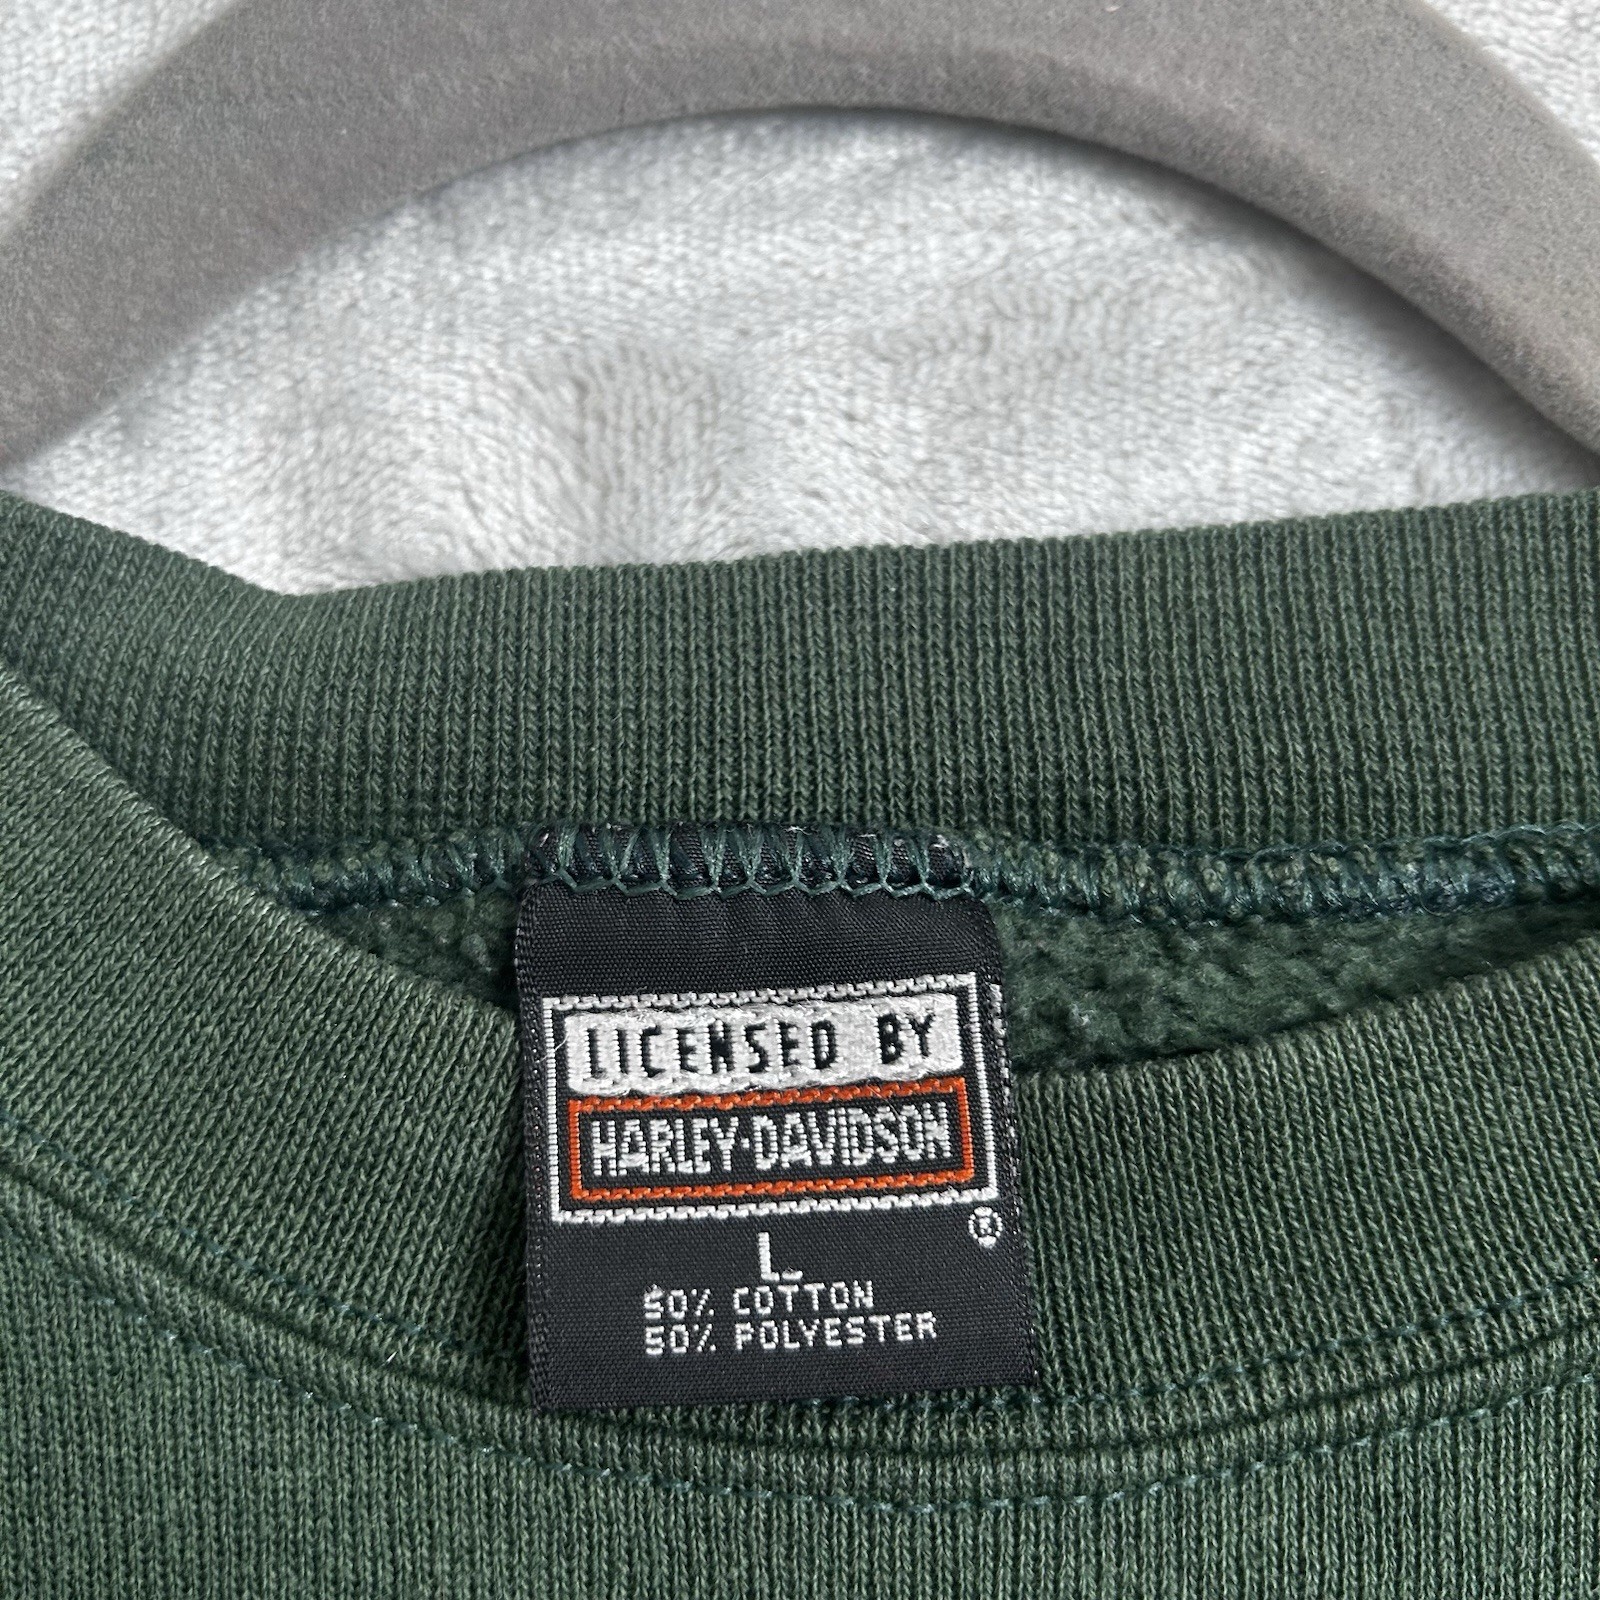 LICENSED BY
HARLEY-DAVIDSON
®
L
50% COTTON
50% POLYESTER